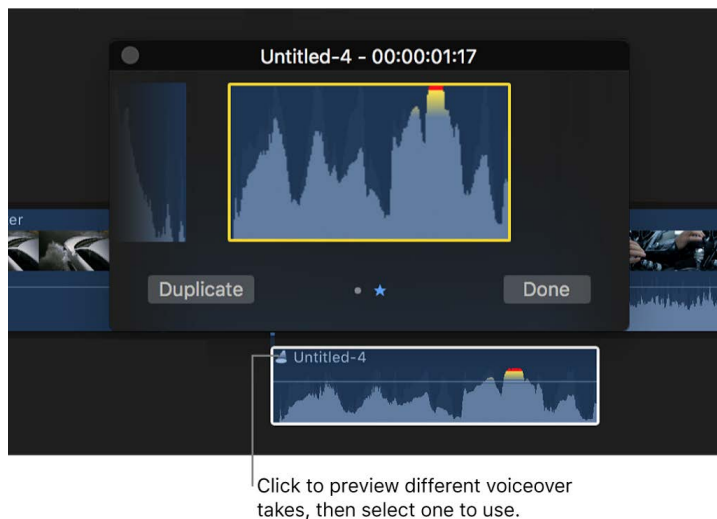 Untitled-4 - 00:00:01:17
er
Duplicate
Done
Untitled-4
Click to preview different voiceover
takes, then select one to use.